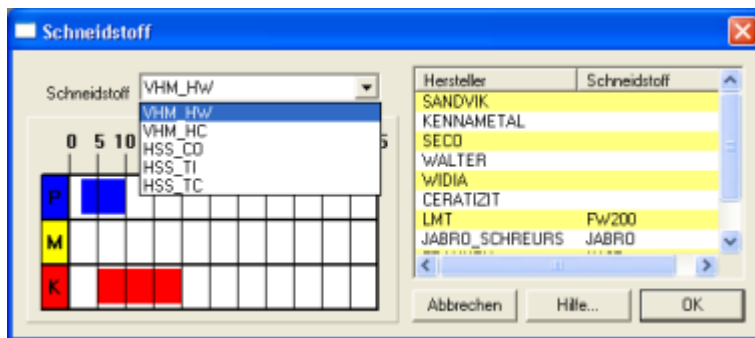 Schneidstoff
Schneidstoff VHM_HW
VHM_HW
VHM_HC
HSS_CO
HSS_TI
HSS_TC
0 5 10 5
P
M
K
Hersteller Schneidstoff
SANDVIK
KENNAMETAL
SECO
WALTER
WIDIA
CERATIZIT
LMT FW200
JABRO_SCHREURS JABRO
Abbrechen Hilfe... OK